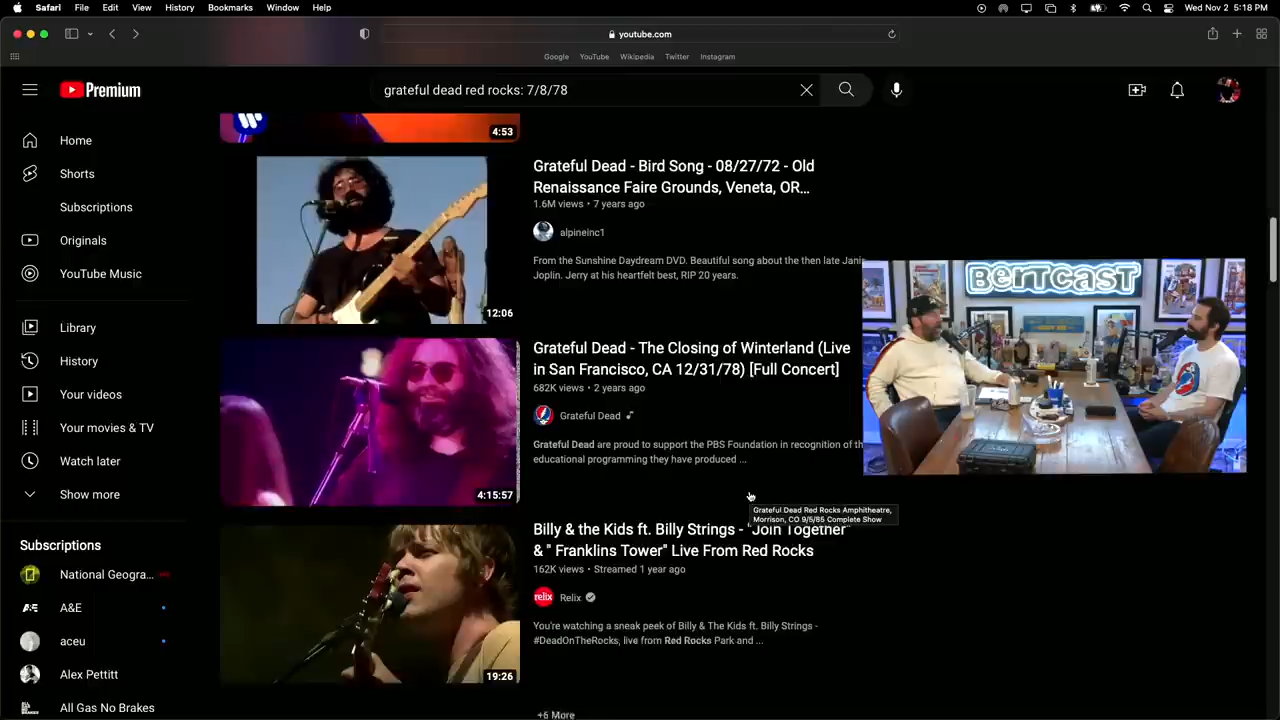 Safari File Edit View History Bookmarks Window Help
Wed Nov 2 5:18 PM
youtube.com
Google YouTube Wikipedia Twitter Instagram
Premium
grateful dead red rocks: 7/8/78
Home
Shorts
Subscriptions
Originals
YouTube Music
Library
History
Your videos
Your movies & TV
Watch later
Show more
Subscriptions
National Geogra...
A&E
aceu
Alex Pettitt
All Gas No Brakes
4:53
12:06
Grateful Dead - Bird Song - 08/27/72 - Old
Renaissance Faire Grounds, Veneta, OR...
1.6M views • 7 years ago
alpineinc1
From the Sunshine Daydream DVD. Beautiful song about the then late Janis
Joplin. Jerry at his heartfelt best, RIP 20 years.
4:15:57
Grateful Dead - The Closing of Winterland (Live
in San Francisco, CA 12/31/78) [Full Concert]
682K views • 2 years ago
Grateful Dead
Grateful Dead are proud to support the PBS Foundation in recognition of th
educational programming they have produced ...
Grateful Dead Red Rocks Amphitheatre,
Morrison, CO 9/5/85 Complete Show
19:26
Billy & the Kids ft. Billy Strings - "Join Together"
& " Franklins Tower" Live From Red Rocks
162K views • Streamed 1 year ago
relix
Relix
You're watching a sneak peek of Billy & The Kids ft. Billy Strings -
#DeadOnTheRocks, live from Red Rocks Park and ...
+6 More
BERTCAST